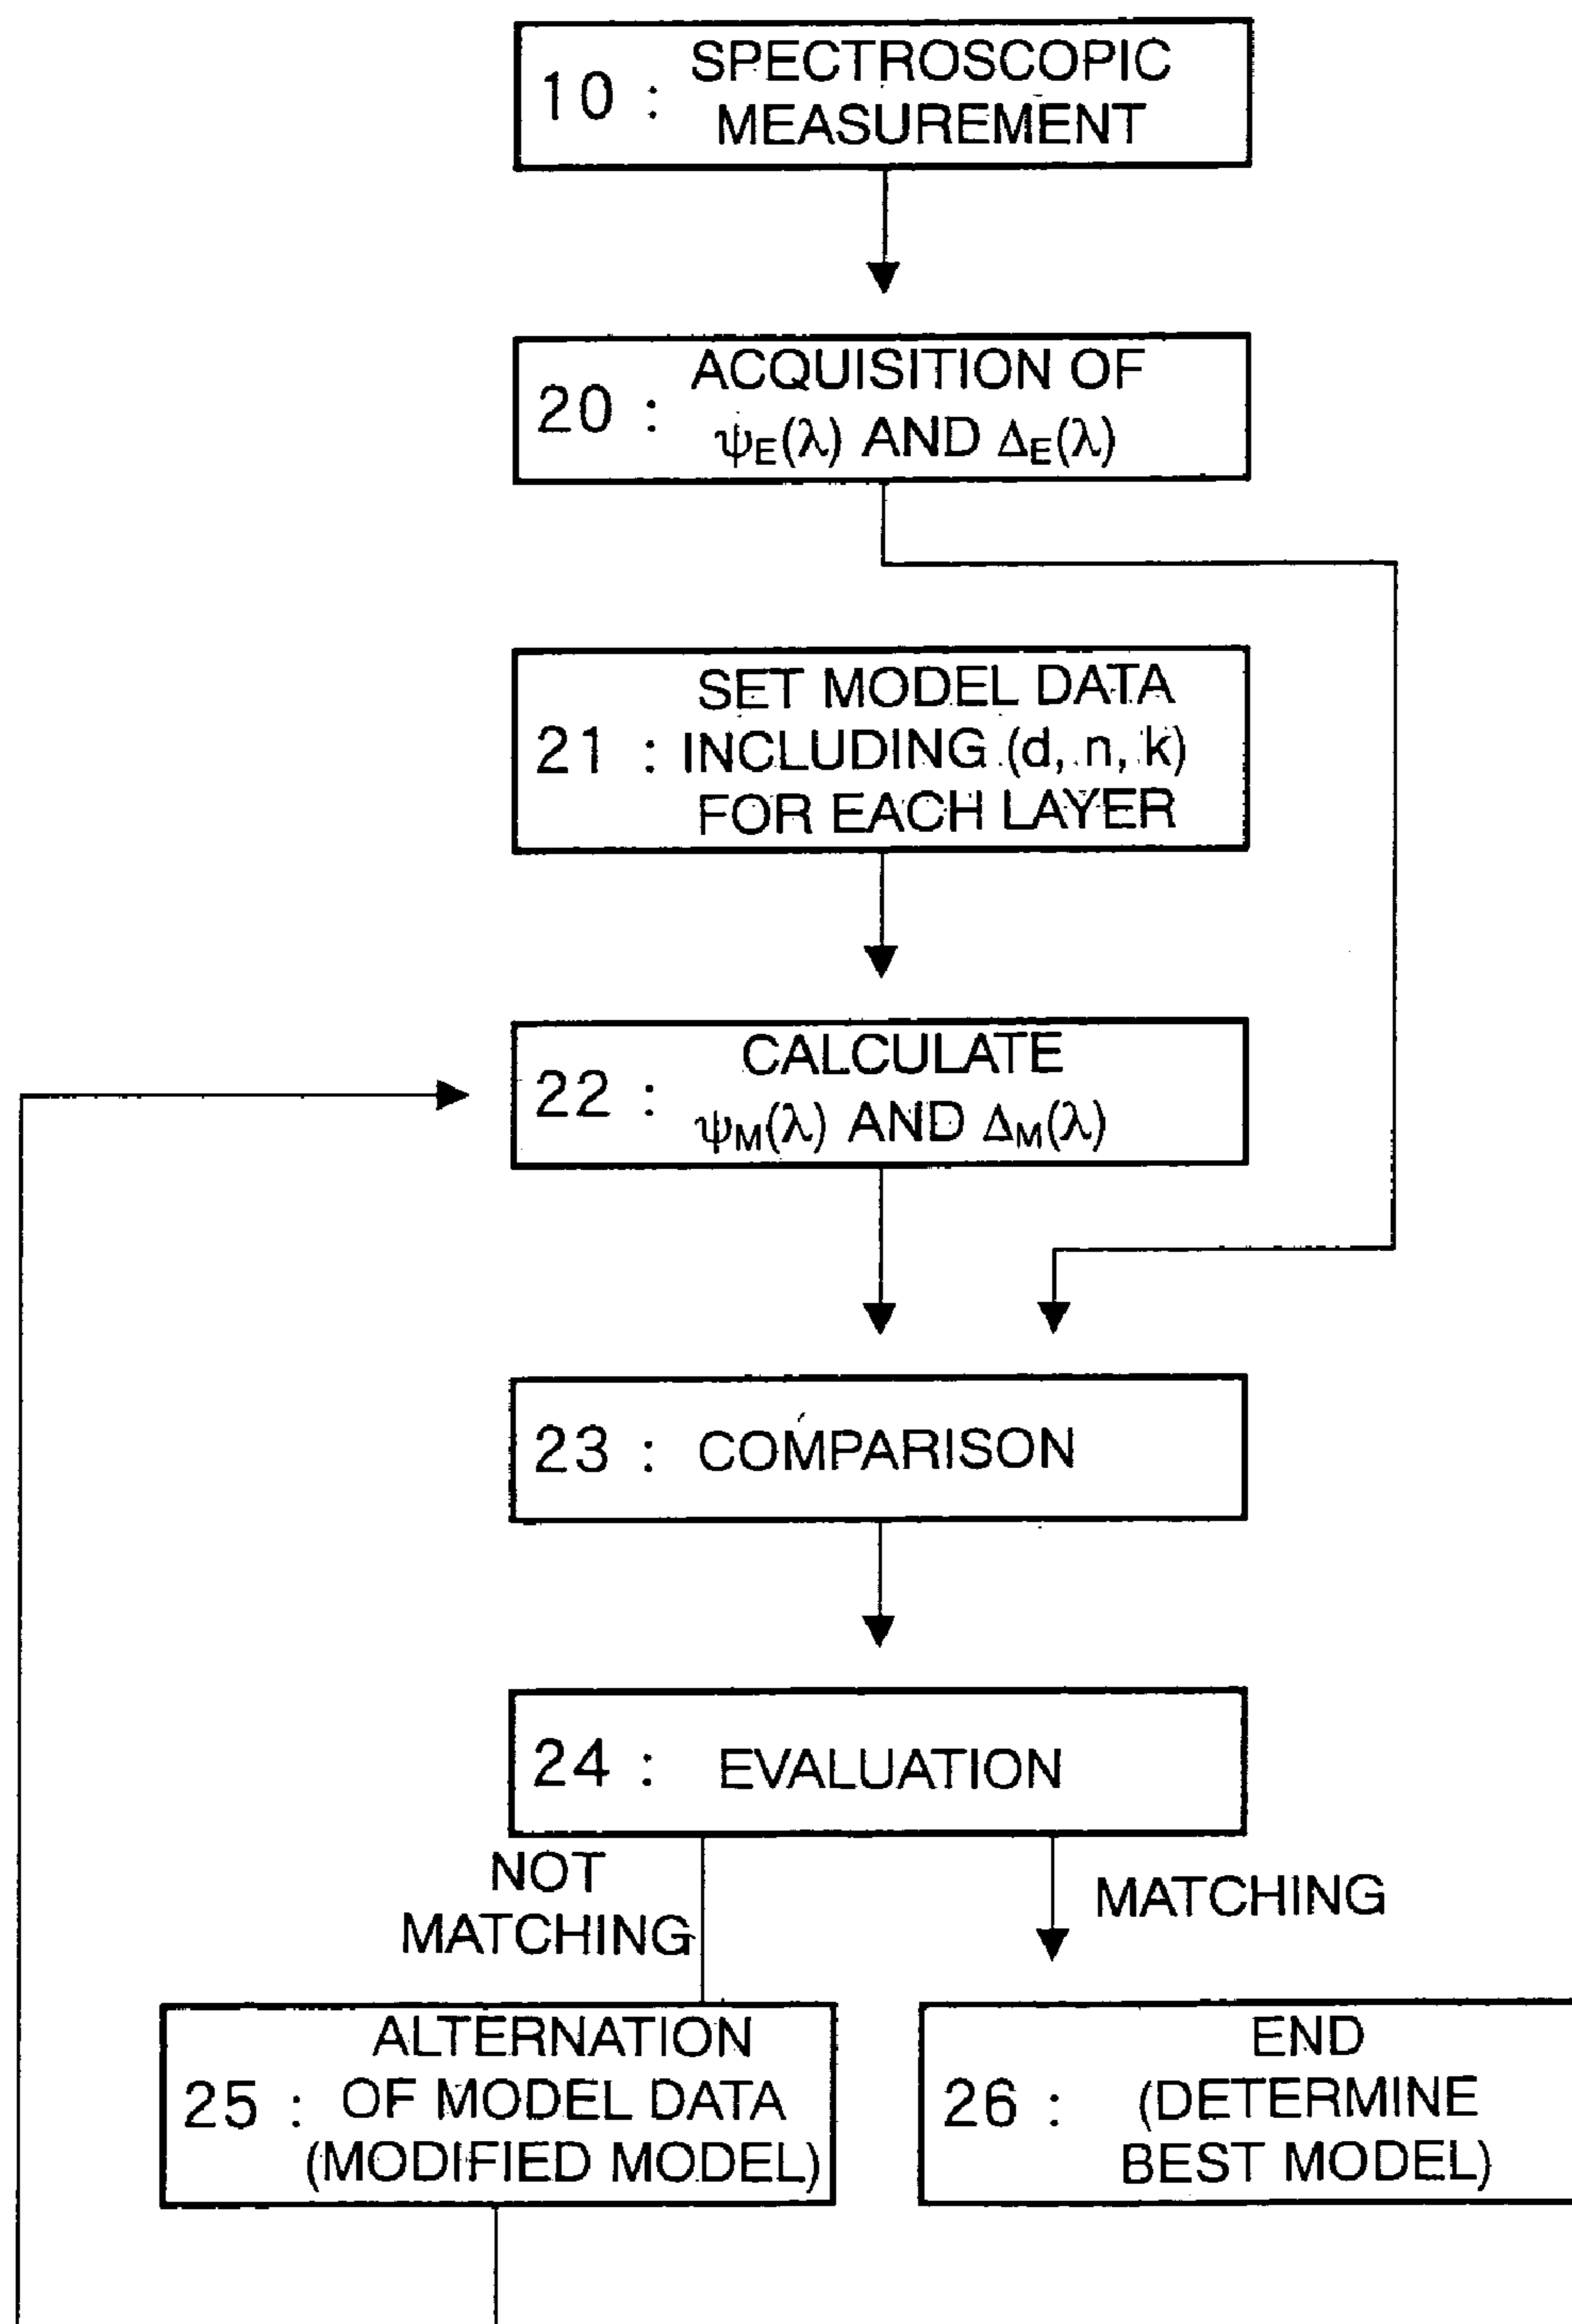 10 : SPECTROSCOPIC
MEASUREMENT
20 : ACQUISITION OF
ψE(λ) AND ΔE(λ)
SET MODEL DATA
21 : INCLUDING (d, n, k)
FOR EACH LAYER
22 : CALCULATE
ψM(λ) AND ΔM(λ)
23 : COMPARISON
24 : EVALUATION
NOT
MATCHING
MATCHING
ALTERNATION
25 : OF MODEL DATA
(MODIFIED MODEL)
END
26 : (DETERMINE
BEST MODEL)